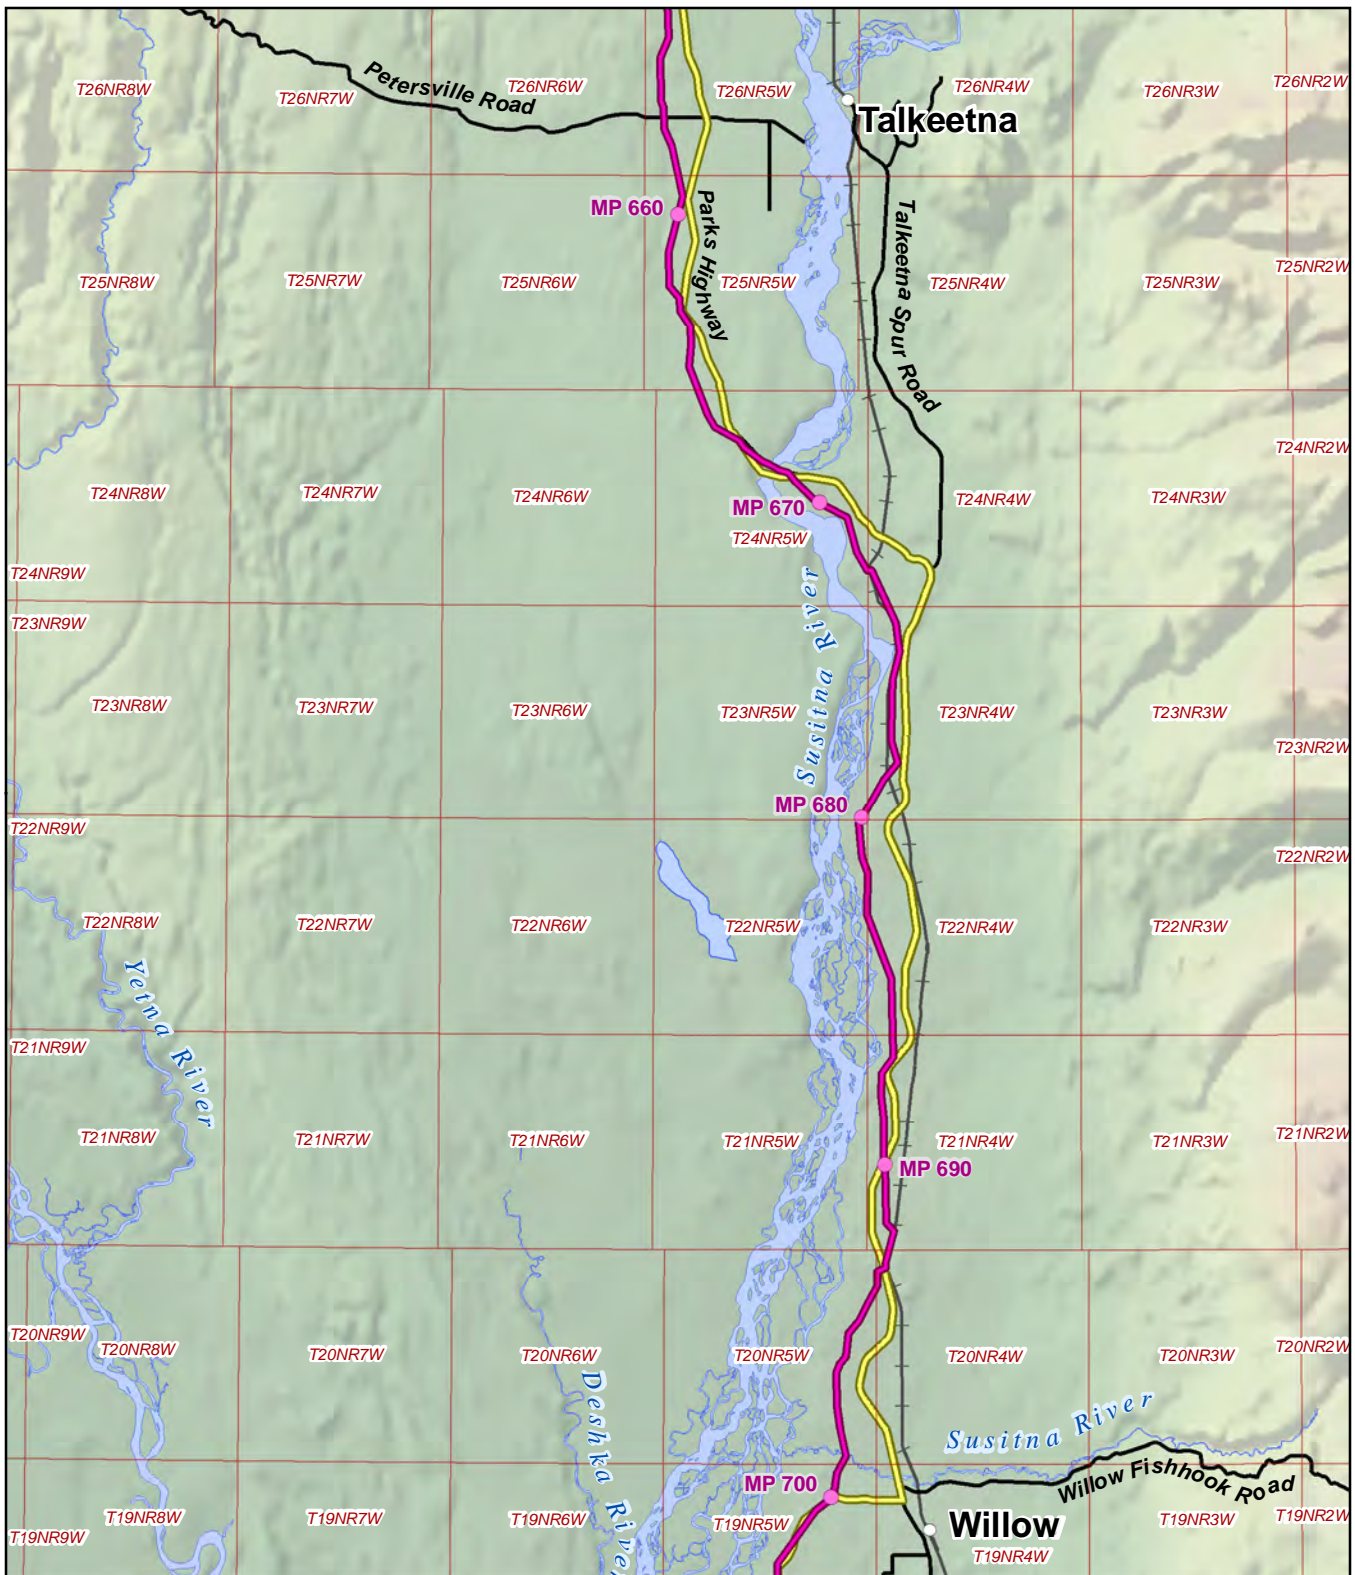 T26NR8W
T26NR7W
Petersville Road
T26NR6W
T26NR5W
T26NR4W
T26NR3W
T26NR2W
Talkeetna
MP 660
Parks Highway
Talkeetna Spur Road
T25NR8W
T25NR7W
T25NR6W
T25NR5W
T25NR4W
T25NR3W
T25NR2W
T24NR2W
T24NR8W
T24NR7W
T24NR6W
MP 670
T24NR5W
T24NR4W
T24NR3W
T24NR9W
T23NR9W
Susitna River
T23NR8W
T23NR7W
T23NR6W
T23NR5W
T23NR4W
T23NR3W
T23NR2W
MP 680
T22NR9W
T22NR2W
T22NR8W
T22NR7W
T22NR6W
T22NR5W
T22NR4W
T22NR3W
Yetna River
T21NR9W
T21NR8W
T21NR7W
T21NR6W
T21NR5W
T21NR4W
T21NR3W
T21NR2W
MP 690
T20NR9W
T20NR8W
T20NR7W
T20NR6W
T20NR5W
T20NR4W
T20NR3W
T20NR2W
Deshka River
Susitna River
Willow Fishhook Road
MP 700
T19NR9W
T19NR8W
T19NR7W
T19NR6W
T19NR5W
Willow
T19NR4W
T19NR3W
T19NR2W